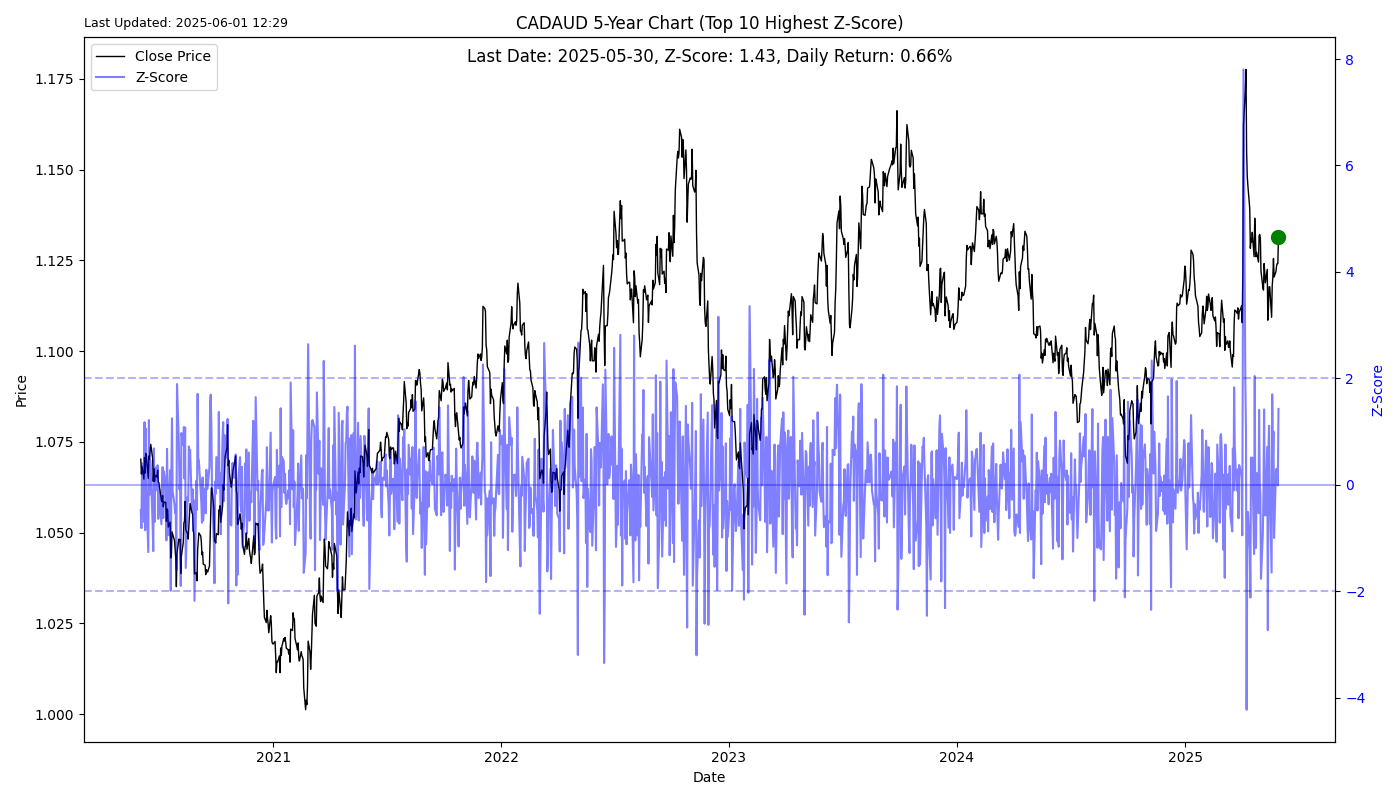 Last Updated: 2025-06-01 12:29
CADAUD 5-Year Chart (Top 10 Highest Z-Score)
Last Date: 2025-05-30, Z-Score: 1.43, Daily Return: 0.66%
Close Price
Z-Score
Price
1.175
1.150
1.125
1.100
1.075
1.050
1.025
1.000
8
6
4
2
0
−2
−4
Z-Score
2021
2022
2023
2024
2025
Date